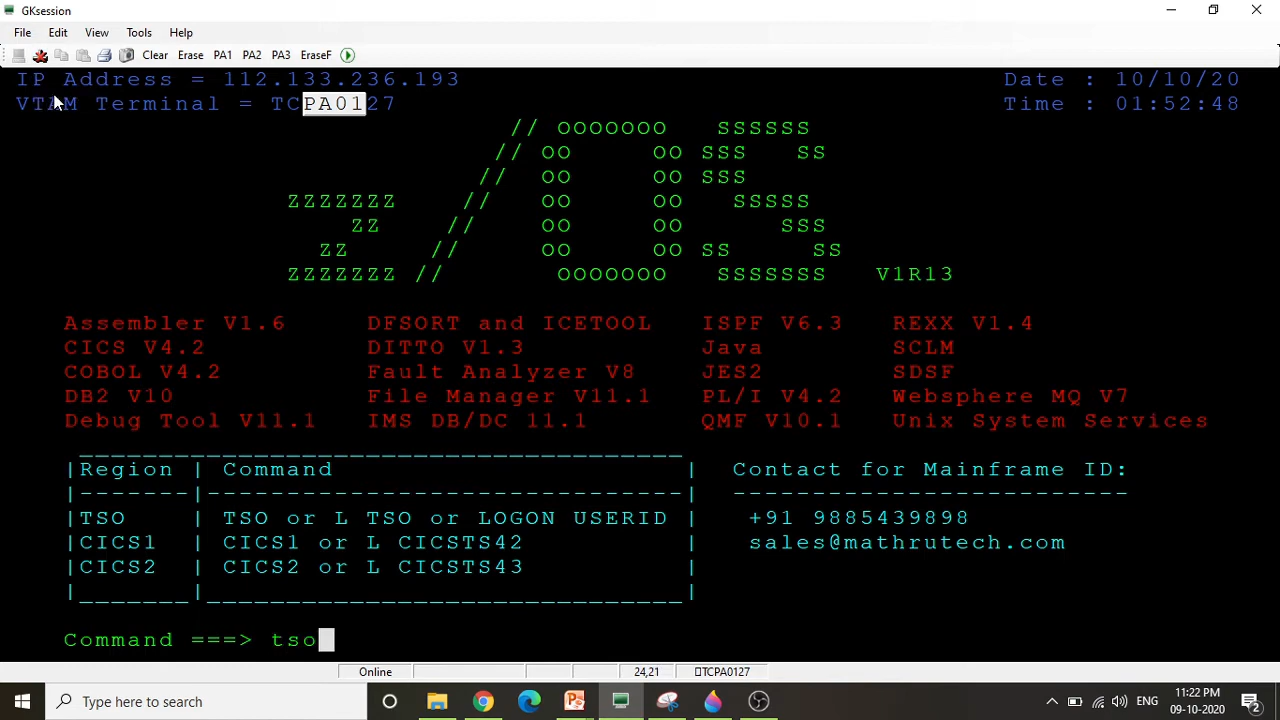 GKsession
File Edit View Tools Help
Clear Erase PA1 PA2 PA3 EraseF
IP Address = 112.133.236.193 Date : 10/10/20
VTAM Terminal = TCPA0127 Time : 01:52:48
// OOOOOOO SSSSSS
// OO OO SSS SS
// OO OO SSS
ZZZZZZZ // OO OO SSSSS
ZZ // OO OO SSS
ZZ // OO OO SS SS
ZZZZZZZ // OOOOOOO SSSSSSS V1R13
Assembler V1.6 DFSORT and ICETOOL ISPF V6.3 REXX V1.4
CICS V4.2 DITTO V1.3 Java SCLM
COBOL V4.2 Fault Analyzer V8 JES2 SDSF
DB2 V10 File Manager V11.1 PL/I V4.2 Websphere MQ V7
Debug Tool V11.1 IMS DB/DC 11.1 QMF V10.1 Unix System Services
______________________________________
|Region | Command | Contact for Mainframe ID:
|-------|------------------------------| -------------------------
|TSO | TSO or L TSO or LOGON USERID | +91 9885439898
|CICS1 | CICS1 or L CICSTS42 | sales@mathrutech.com
|CICS2 | CICS2 or L CICSTS43 |
|_______|______________________________|
Command ===> tso
Online 24,21 TCPA0127
Type here to search
ENG 11:22 PM
09-10-2020 2